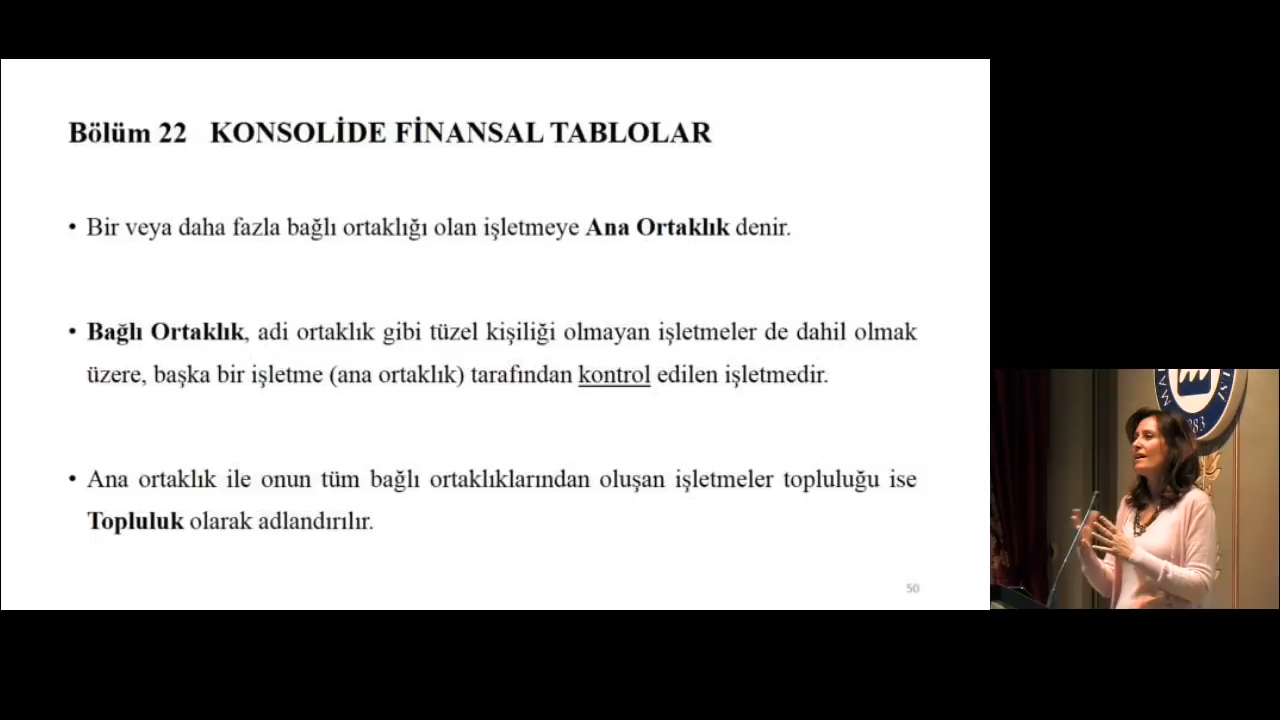 Bölüm 22 KONSOLİDE FİNANSAL TABLOLAR
• Bir veya daha fazla bağlı ortaklığı olan işletmeye Ana Ortaklık denir.
• Bağlı Ortaklık, adi ortaklık gibi tüzel kişiliği olmayan işletmeler de dahil olmak
üzere, başka bir işletme (ana ortaklık) tarafından kontrol edilen işletmedir.
• Ana ortaklık ile onun tüm bağlı ortaklıklarından oluşan işletmeler topluluğu ise
Topluluk olarak adlandırılır.
50